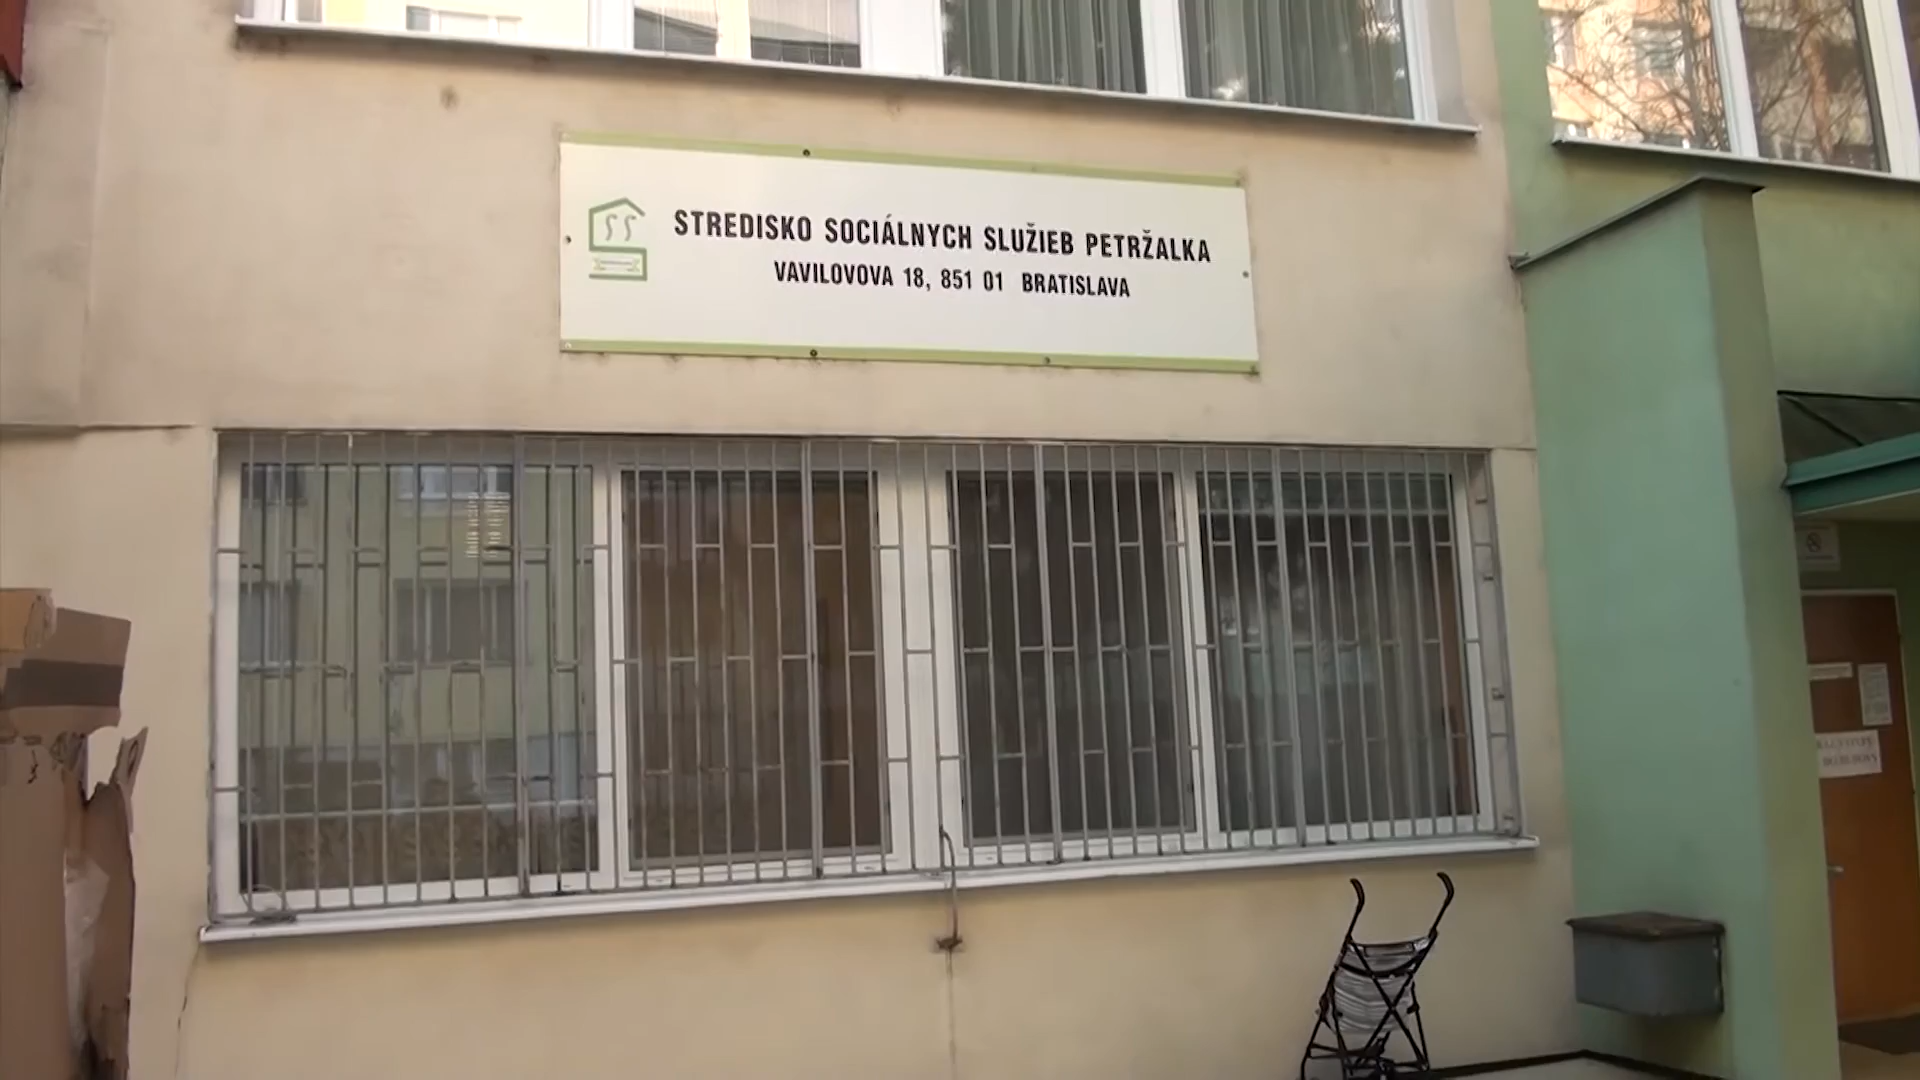 STREDISKO SOCIÁLNYCH SLUŽIEB PETRŽALKA
VAVILOVOVA 18, 851 01 BRATISLAVA